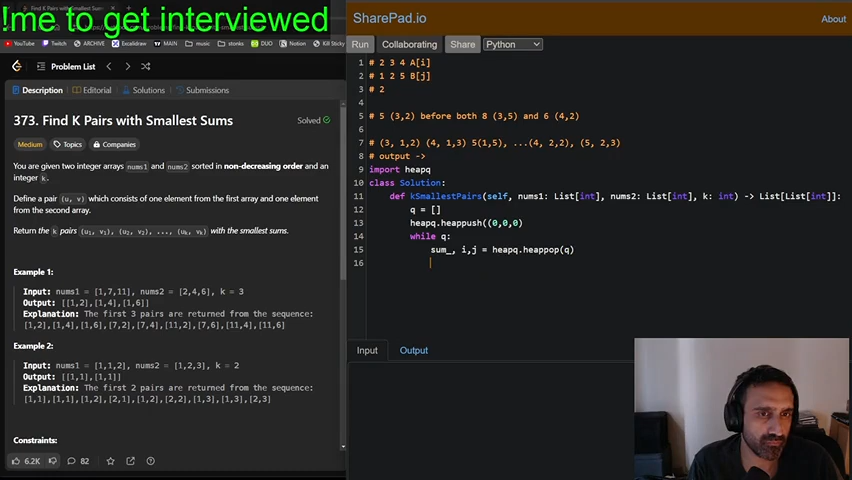 !me to get interviewed
YouTube Twitch ARCHIVE Excalidraw MAIN music stonks DUO Notion Kill My St
Problem List
Description Editorial Solutions Submissions
373. Find K Pairs with Smallest Sums
Solved
Medium Topics Companies
You are given two integer arrays nums1 and nums2 sorted in non-decreasing order and an
integer k.
Define a pair (u, v) which consists of one element from the first array and one element
from the second array.
Return the k pairs (u₁, v₁), (u₂, v₂), ..., (uₖ, vₖ) with the smallest sums.
Example 1:
Input: nums1 = [1,7,11], nums2 = [2,4,6], k = 3
Output: [[1,2],[1,4],[1,6]]
Explanation: The first 3 pairs are returned from the sequence:
[1,2],[1,4],[1,6],[7,2],[7,4],[11,2],[7,6],[11,4],[11,6]
Example 2:
Input: nums1 = [1,1,2], nums2 = [1,2,3], k = 2
Output: [[1,1],[1,1]]
Explanation: The first 2 pairs are returned from the sequence:
[1,1],[1,1],[1,2],[2,1],[1,2],[2,2],[1,3],[1,3],[2,3]
Constraints:
6.2K 82
SharePad.io
About
Run Collaborating Share Python
1 # 2 3 4 A[i]
2 # 1 2 5 B[j]
3 # 2
4
5 # 5 (3,2) before both 8 (3,5) and 6 (4,2)
6
7 # (3, 1,2) (4, 1,3) 5(1,5), ...(4, 2,2), (5, 2,3)
8 # output ->
9 import heapq
10 class Solution:
11 def kSmallestPairs(self, nums1: List[int], nums2: List[int], k: int) -> List[List[int]]:
12 q = []
13 heapq.heappush((0,0,0)
14 while q:
15 sum_, i,j = heapq.heappop(q)
16
Input Output